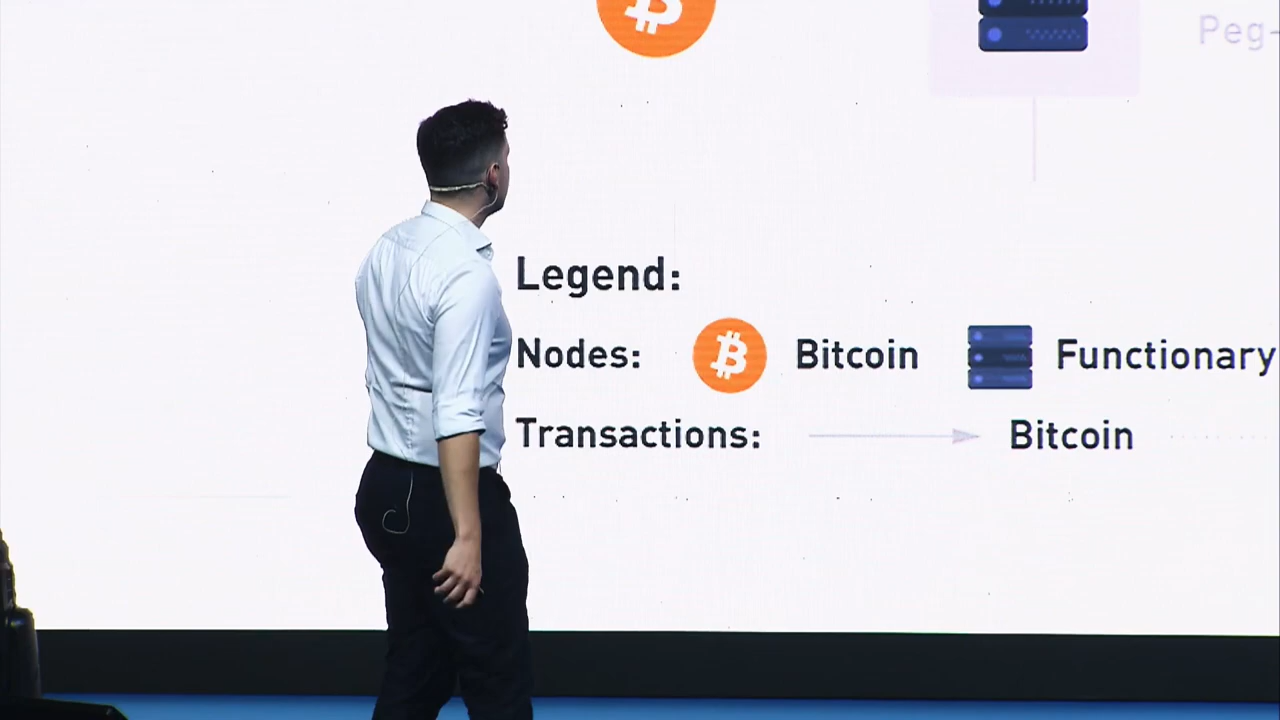 Peg-
Legend:
Nodes: Bitcoin Functionary
Transactions: Bitcoin